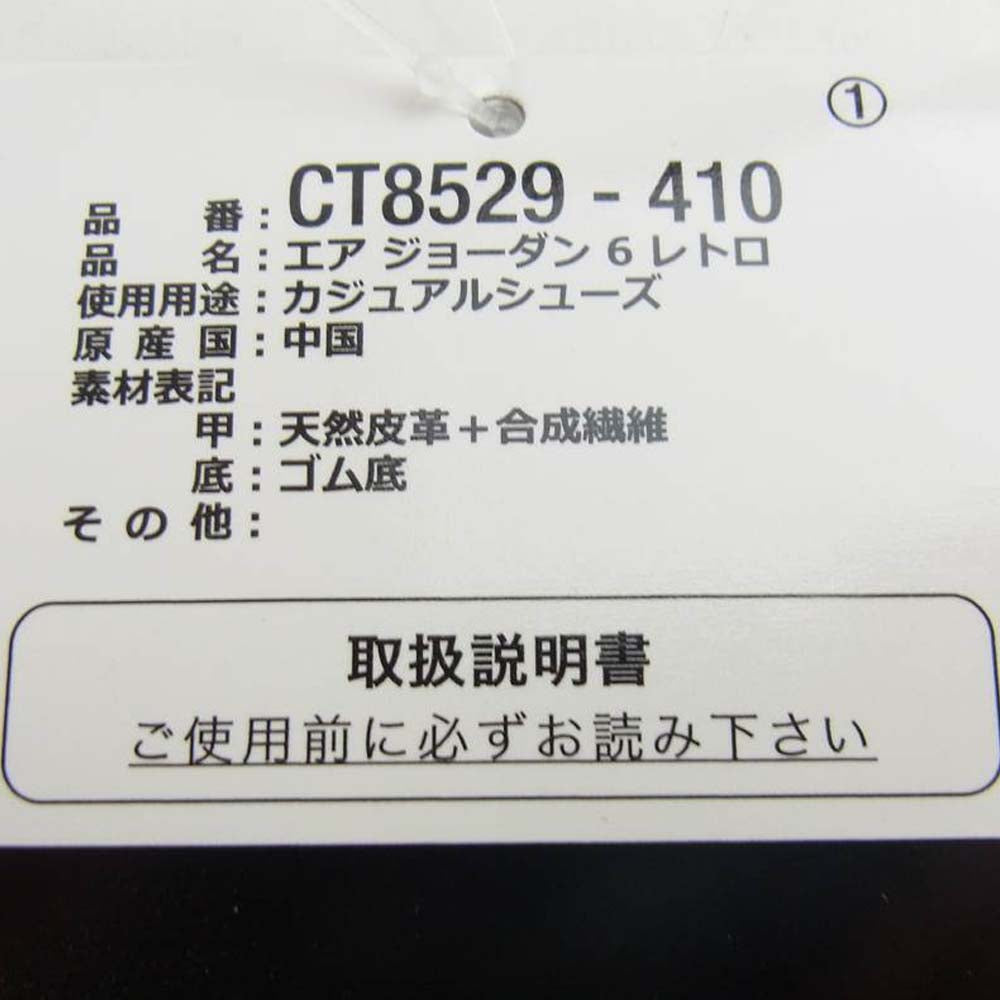 ①
品番：CT8529 - 410
品名：エア ジョーダン 6 レトロ
使用用途：カジュアルシューズ
原産国：中国
素材表記
甲：天然皮革＋合成繊維
底：ゴム底
その他：
取扱説明書
ご使用前に必ずお読み下さい